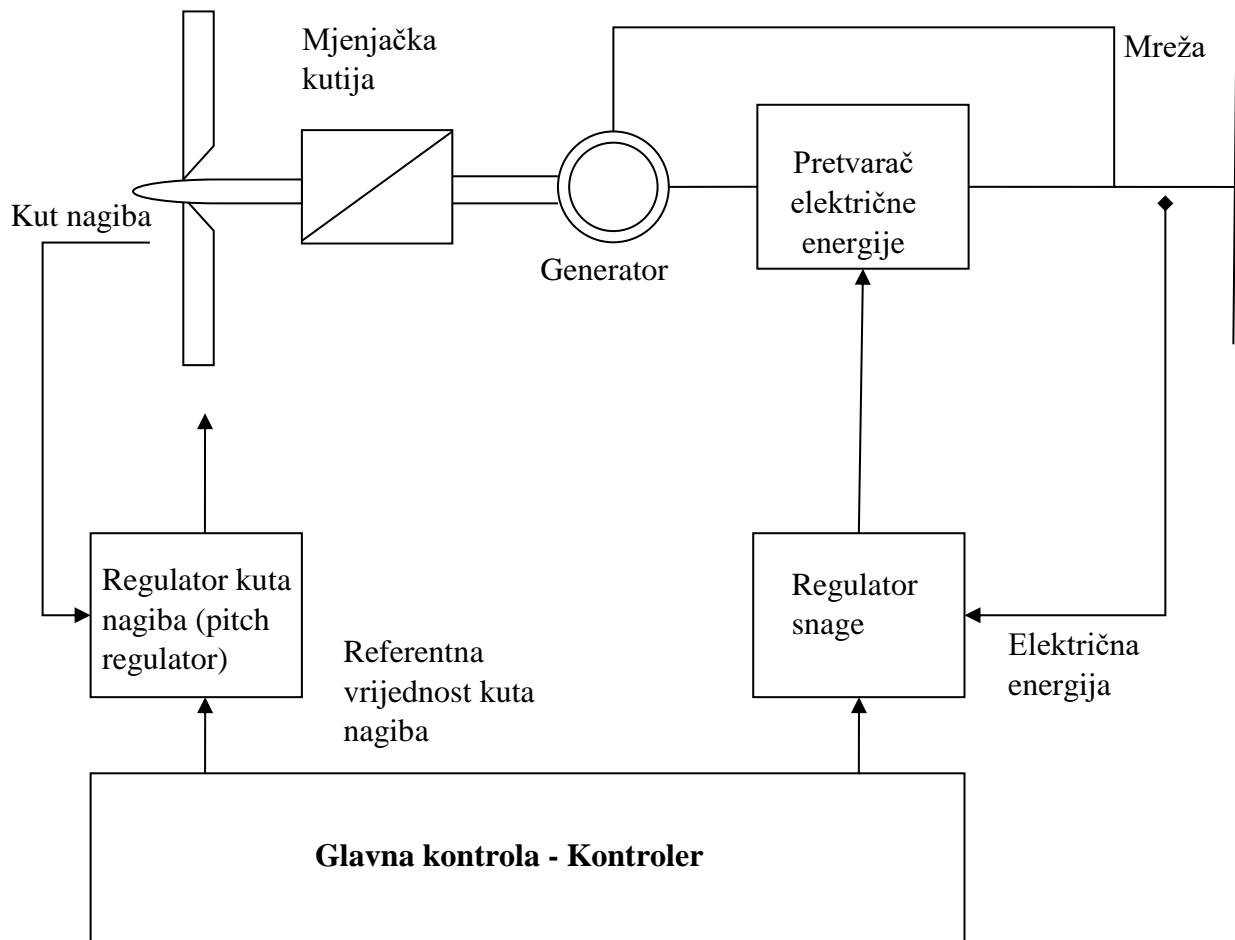 Mjenjačka
kutija
Mreža
Pretvarač
električne
energije
Kut nagiba
Generator
Regulator kuta
nagiba (pitch
regulator)
Referentna
vrijednost kuta
nagiba
Regulator
snage
Električna
energija
Glavna kontrola - Kontroler